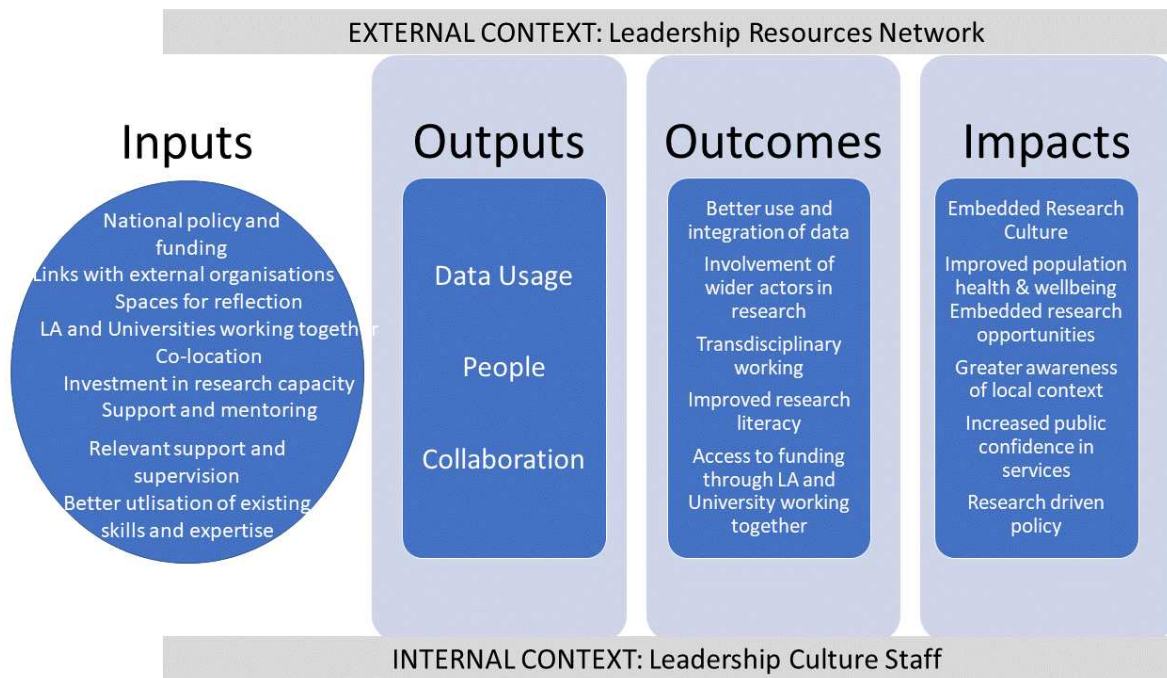 EXTERNAL CONTEXT: Leadership Resources Network
Inputs
National policy and
funding
Links with external organisations
Spaces for reflection
LA and Universities working together
Co-location
Investment in research capacity
Support and mentoring
Relevant support and
supervision
Better utlisation of existing
skills and expertise
Outputs
Data Usage
People
Collaboration
Outcomes
Better use and
integration of data
Involvement of
wider actors in
research
Transdisciplinary
working
Improved research
literacy
Access to funding
through LA and
University working
together
Impacts
Embedded Research
Culture
Improved population
health & wellbeing
Embedded research
opportunities
Greater awareness
of local context
Increased public
confidence in
services
Research driven
policy
INTERNAL CONTEXT: Leadership Culture Staff